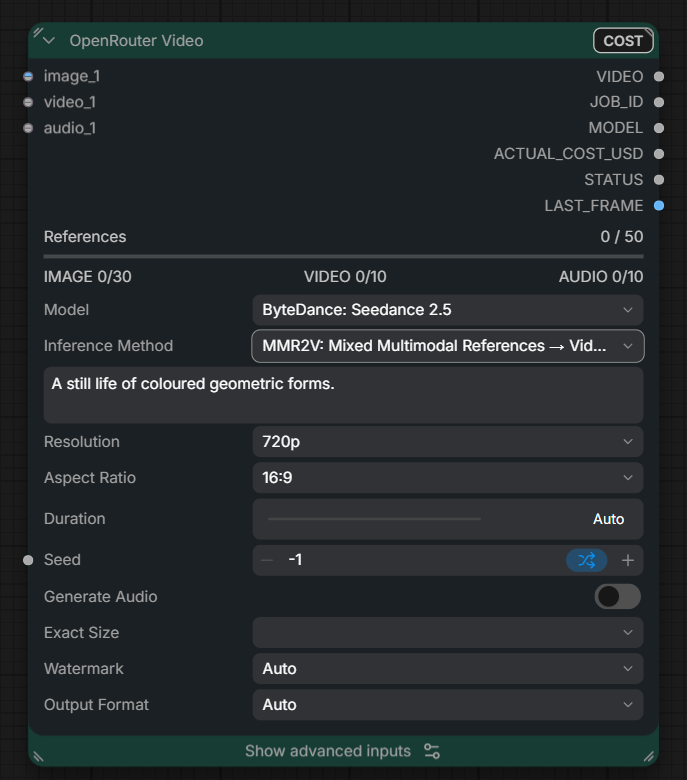 OpenRouter Video COST
image_1 VIDEO
video_1 JOB_ID
audio_1 MODEL
ACTUAL_COST_USD
STATUS
LAST_FRAME
References 0 / 50
IMAGE 0/30 VIDEO 0/10 AUDIO 0/10
Model ByteDance: Seedance 2.5
Inference Method MMR2V: Mixed Multimodal References → Vid...
A still life of coloured geometric forms.
Resolution 720p
Aspect Ratio 16:9
Duration Auto
Seed -1
Generate Audio
Exact Size
Watermark Auto
Output Format Auto
Show advanced inputs